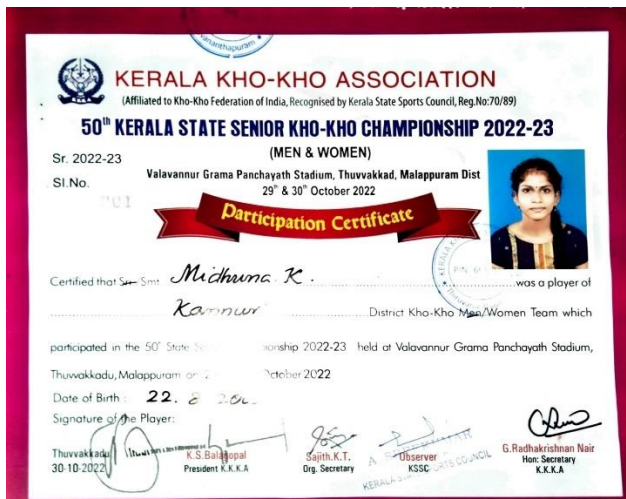 KERALA KHO-KHO ASSOCIATION
(Affiliated to Kho-Kho Federation of India, Recognised by Kerala State Sports Council, Reg.No:70/89)
50th KERALA STATE SENIOR KHO-KHO CHAMPIONSHIP 2022-23
(MEN & WOMEN)
Sr. 2022-23
Valavannur Grama Panchayath Stadium, Thuvvakkad, Malappuram Dist
Sl.No.
29th & 30th October 2022
Participation Certificate
Certified that Sr. Smt Midhuna K. was a player of
Kannur District Kho-Kho Men/Women Team which
participated in the 50th State 2022-23 held at Valavannur Grama Panchayath Stadium,
Thuvvakkadu, Malappuram on October 2022
Date of Birth : 22. 8
Signature of the Player:
Thuvvakkadu
30-10-2022
K.S.Balagopal
President K.K.K.A
Sajith.K.T.
Org. Secretary
Observer
KSSC
G.Radhakrishnan Nair
Hon: Secretary
K.K.K.A
KERALA SPORTS COUNCIL